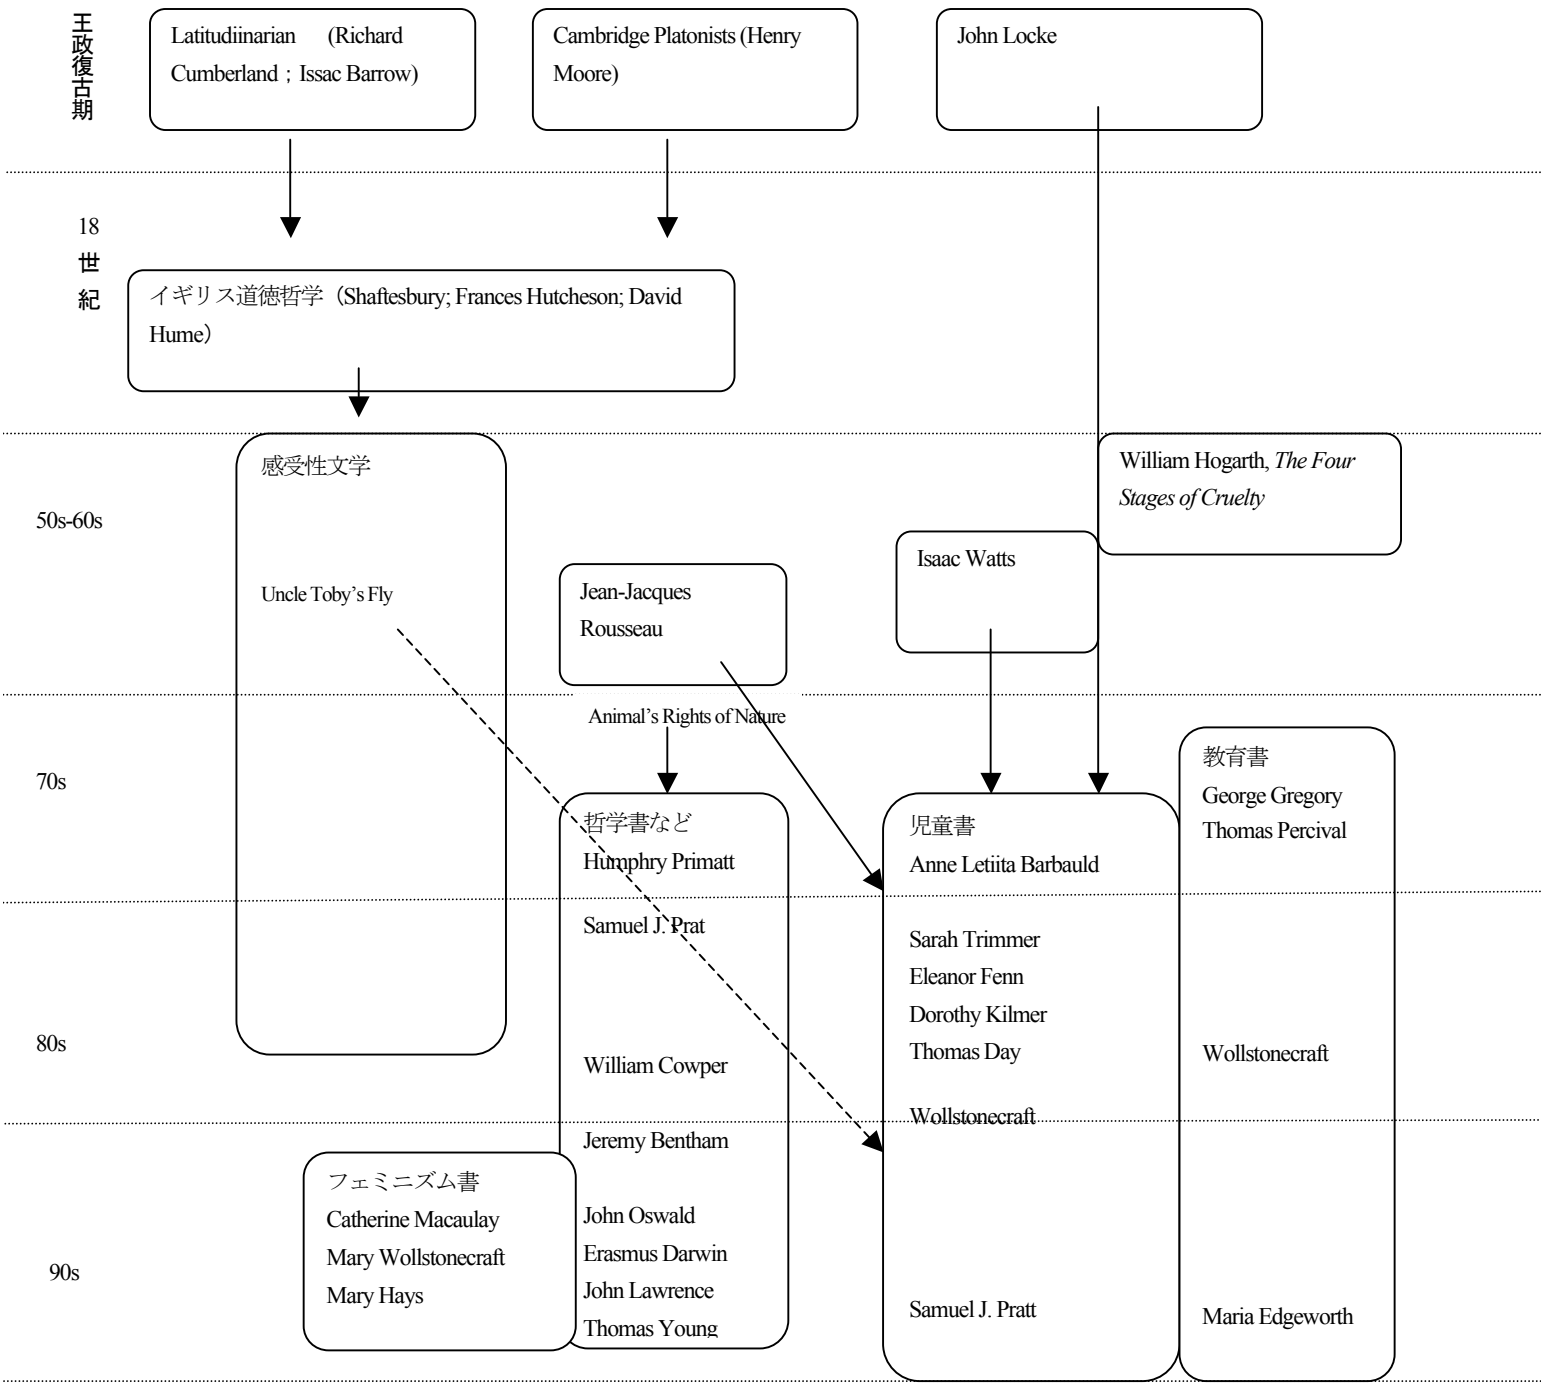 王政復古期
Latitudiinarian (Richard
Cumberland；Issac Barrow)
Cambridge Platonists (Henry
Moore)
John Locke
18
世
紀
イギリス道徳哲学（Shaftesbury; Frances Hutcheson; David
Hume）
50s-60s
感受性文学
Uncle Toby's Fly
Jean-Jacques
Rousseau
Isaac Watts
William Hogarth, The Four
Stages of Cruelty
Animal's Rights of Nature
70s
哲学書など
Humphry Primatt
Samuel J. Prat
William Cowper
Jeremy Bentham
John Oswald
Erasmus Darwin
John Lawrence
Thomas Young
児童書
Anne Letiita Barbauld
Sarah Trimmer
Eleanor Fenn
Dorothy Kilmer
Thomas Day
Wollstonecraft
Samuel J. Pratt
教育書
George Gregory
Thomas Percival
Wollstonecraft
Maria Edgeworth
80s
90s
フェミニズム書
Catherine Macaulay
Mary Wollstonecraft
Mary Hays